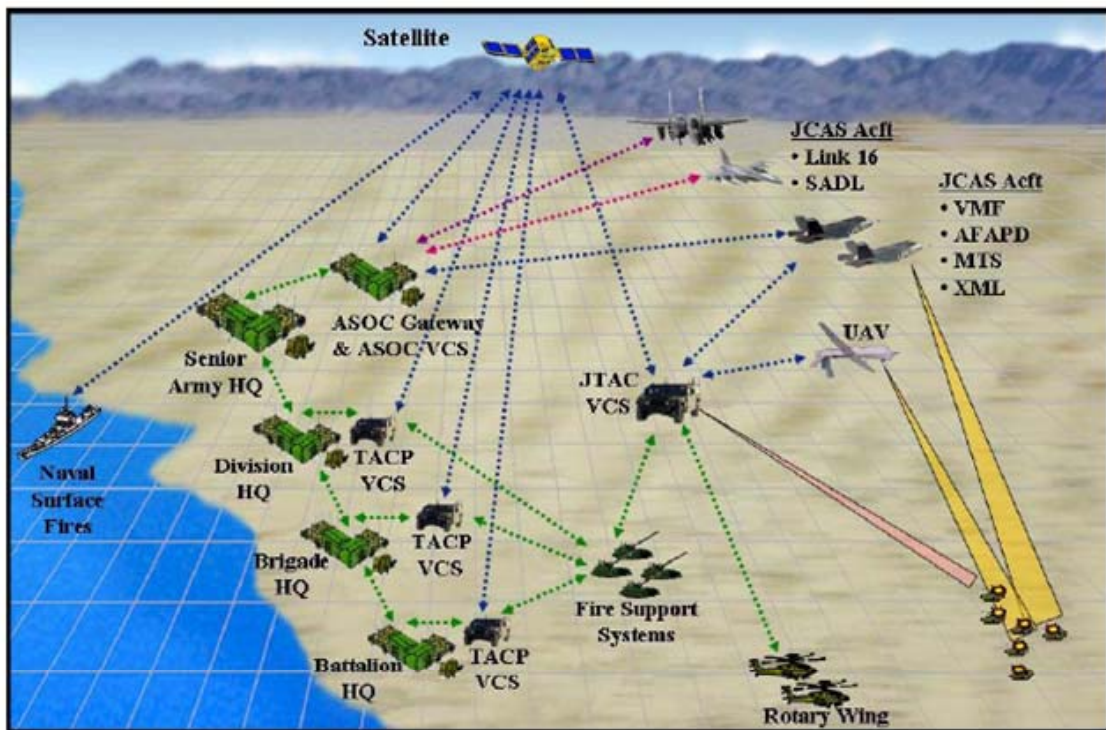 Satellite
JCAS Acft
• Link 16
• SADL
JCAS Acft
• VMF
• AFAPD
• MTS
• XML
ASOC Gateway
& ASOC VCS
UAV
Senior
Army HQ
JTAC
VCS
Naval
Surface
Fires
Division
HQ
TACP
VCS
Brigade
HQ
TACP
VCS
Fire Support
Systems
Battalion
HQ
TACP
VCS
Rotary Wing